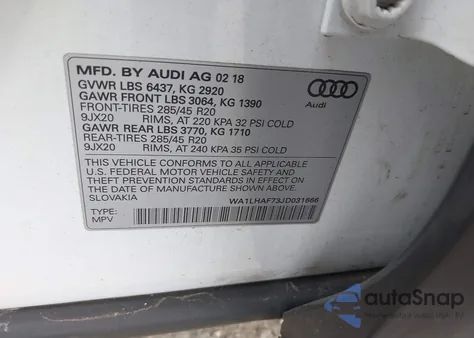 MFD. BY AUDI AG 02 18
GVWR LBS 6437, KG 2920
GAWR FRONT LBS 3064, KG 1390
FRONT-TIRES 285/45 R20
9JX20 RIMS, AT 220 KPA 32 PSI COLD
GAWR REAR LBS 3770, KG 1710
REAR-TIRES 285/45 R20
9JX20 RIMS, AT 240 KPA 35 PSI COLD
Audi
THIS VEHICLE CONFORMS TO ALL APPLICABLE
U.S. FEDERAL MOTOR VEHICLE SAFETY
STANDARDS IN EFFECT ON THE
DATE OF MANUFACTURE SHOWN ABOVE.
SLOVAKIA
WA1LHAF73JD031666
TYPE:
MPV
autoSnap